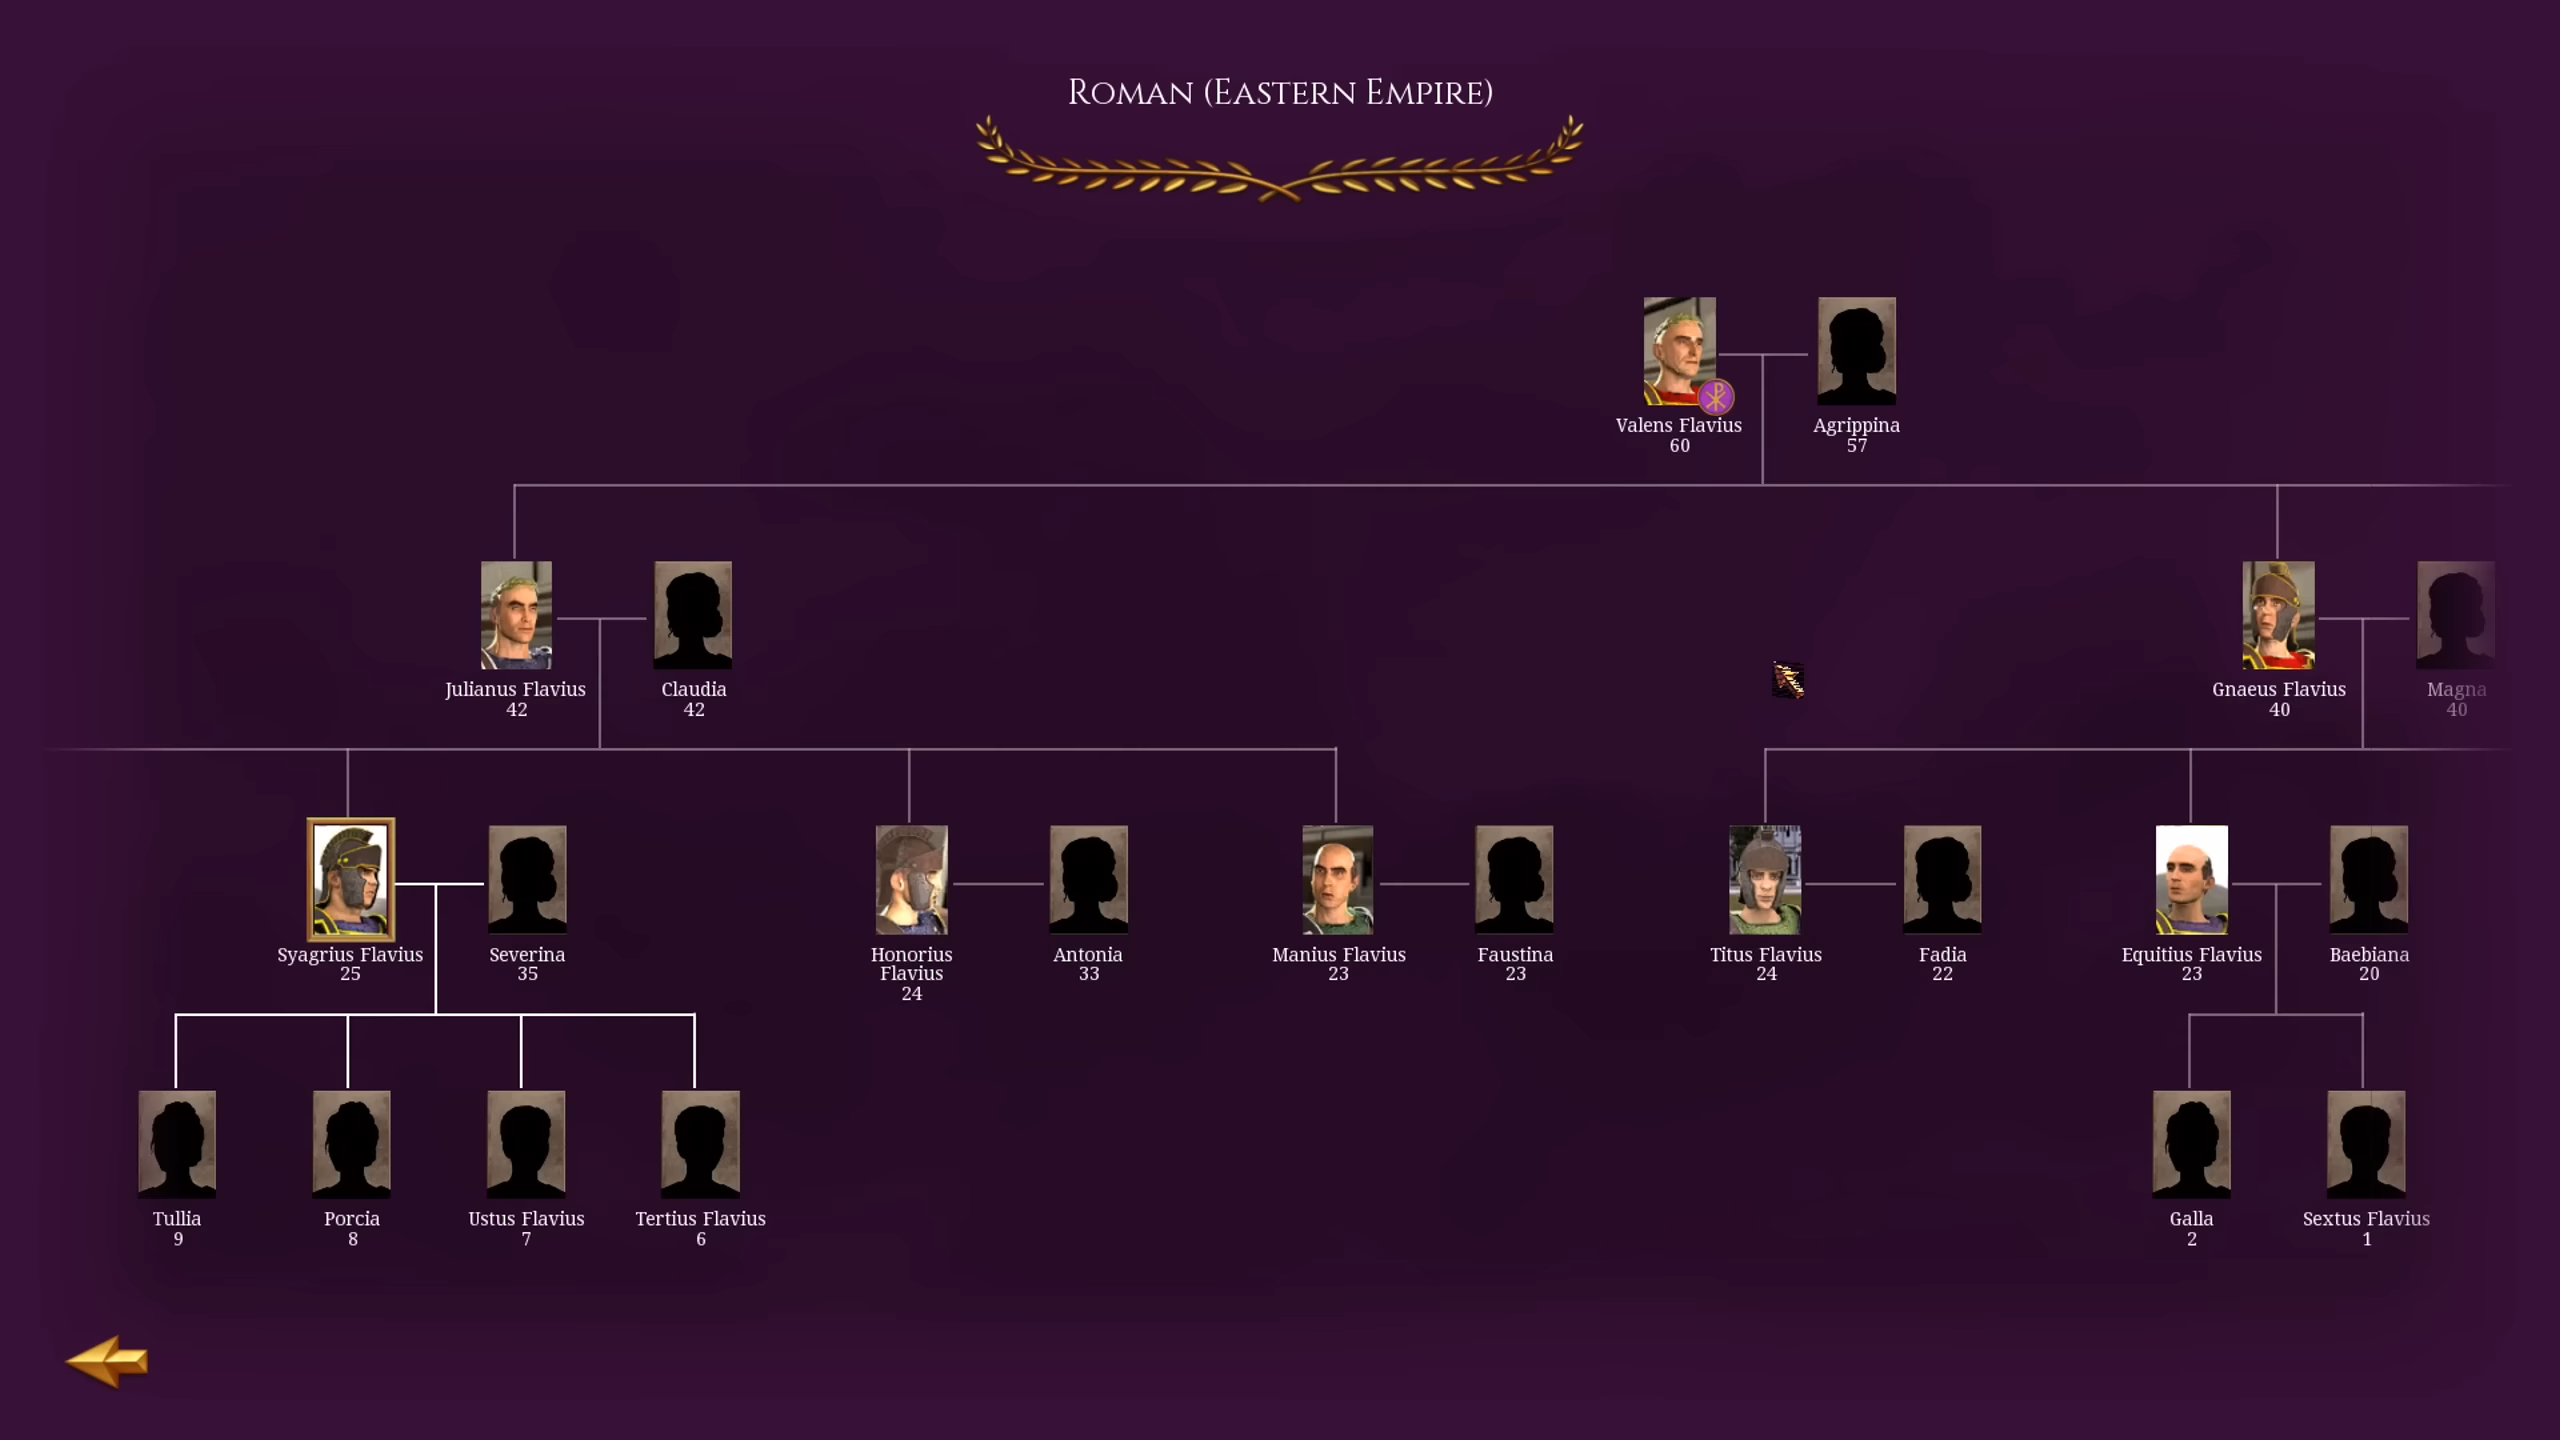 Roman (Eastern Empire)
Valens Flavius
60
Agrippina
57
Julianus Flavius
42
Claudia
42
Gnaeus Flavius
40
Magna
40
Syagrius Flavius
25
Severina
35
Honorius
Flavius
24
Antonia
33
Manius Flavius
23
Faustina
23
Titus Flavius
24
Fadia
22
Equitius Flavius
23
Baebiana
20
Tullia
9
Porcia
8
Ustus Flavius
7
Tertius Flavius
6
Galla
2
Sextus Flavius
1